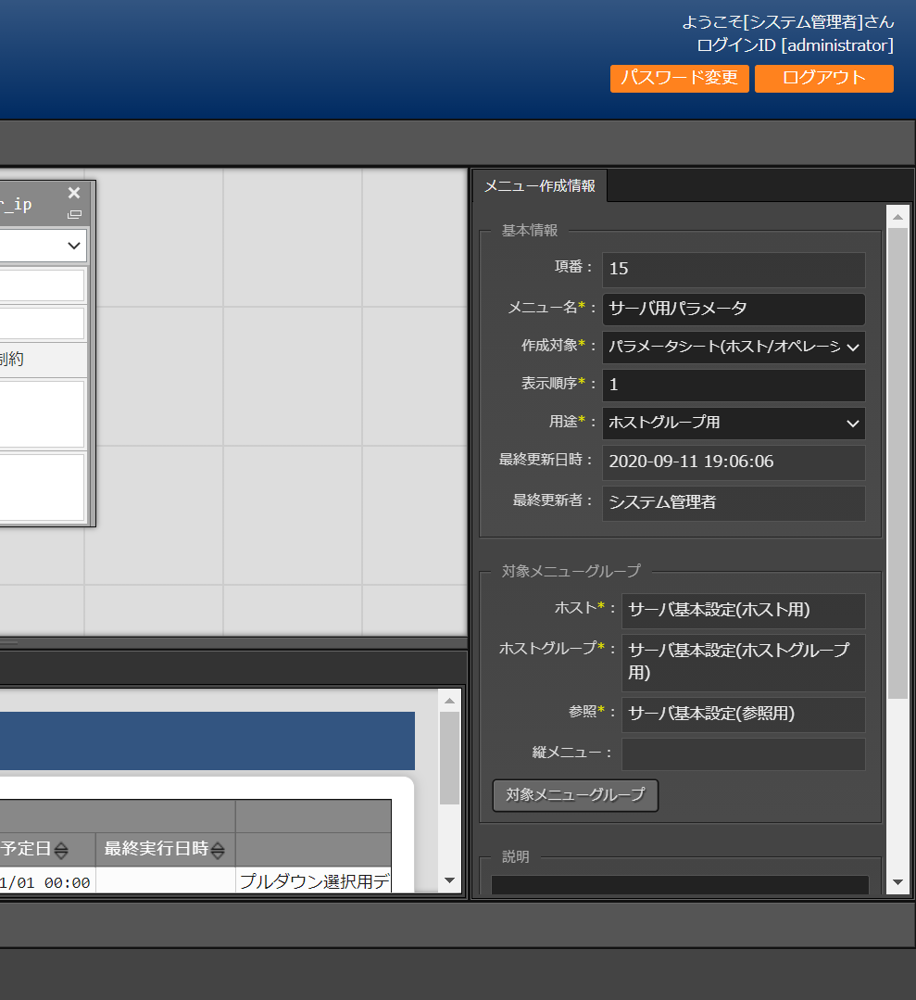 ようこそ[システム管理者]さん
ログインID [administrator]
パスワード変更
ログアウト
r_ip
制約
メニュー作成情報
基本情報
項番 : 15
メニュー名* : サーバ用パラメータ
作成対象* : パラメータシート(ホスト/オペレーシ
表示順序* : 1
用途* : ホストグループ用
最終更新日時 : 2020-09-11 19:06:06
最終更新者 : システム管理者
対象メニューグループ
ホスト* : サーバ基本設定(ホスト用)
ホストグループ* : サーバ基本設定(ホストグループ
用)
参照* : サーバ基本設定(参照用)
縦メニュー :
対象メニューグループ
説明
予定日 最終実行日時
1/01 00:00 プルダウン選択用デ